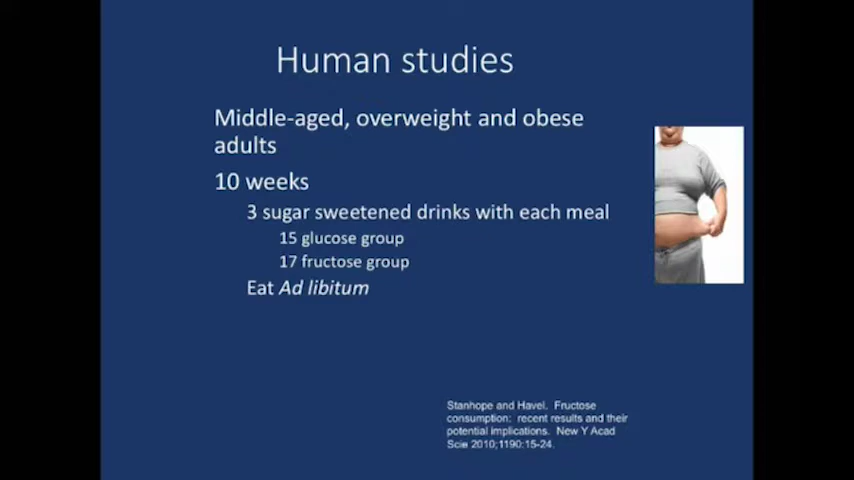 Human studies
Middle-aged, overweight and obese
adults
10 weeks
3 sugar sweetened drinks with each meal
15 glucose group
17 fructose group
Eat Ad libitum
Stanhope and Havel. Fructose
consumption: recent results and their
potential implications. New Y Acad
Scie 2010;1190:15-24.